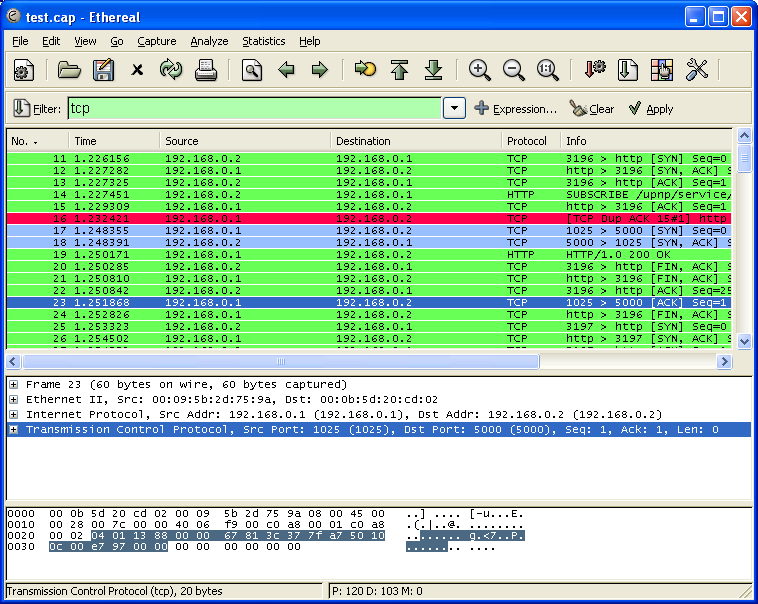 test.cap - Ethereal
File Edit View Go Capture Analyze Statistics Help
Filter: tcp Expression... Clear Apply
No. Time Source Destination Protocol Info
11 1.226156 192.168.0.2 192.168.0.1 TCP 3196 > http [SYN] Seq=0
12 1.227282 192.168.0.1 192.168.0.2 TCP http > 3196 [SYN, ACK] S
13 1.227325 192.168.0.2 192.168.0.1 TCP 3196 > http [ACK] Seq=1
14 1.227451 192.168.0.2 192.168.0.1 HTTP SUBSCRIBE /upnp/service/
15 1.229309 192.168.0.1 192.168.0.2 TCP http > 3196 [ACK] Seq=1
16 1.232421 192.168.0.1 192.168.0.2 TCP [TCP Dup ACK 15#1] http
17 1.248355 192.168.0.1 192.168.0.2 TCP 1025 > 5000 [SYN] Seq=0
18 1.248391 192.168.0.2 192.168.0.1 TCP 5000 > 1025 [SYN, ACK] S
19 1.250171 192.168.0.1 192.168.0.2 HTTP HTTP/1.0 200 OK
20 1.250285 192.168.0.2 192.168.0.1 TCP 3196 > http [FIN, ACK] S
21 1.250810 192.168.0.1 192.168.0.2 TCP http > 3196 [FIN, ACK] S
22 1.250842 192.168.0.2 192.168.0.1 TCP 3196 > http [ACK] Seq=25
23 1.251868 192.168.0.1 192.168.0.2 TCP 1025 > 5000 [ACK] Seq=1
24 1.252826 192.168.0.2 192.168.0.1 TCP 3196 > http [FIN, ACK] S
25 1.253323 192.168.0.2 192.168.0.1 TCP 3197 > http [SYN] Seq=0
26 1.254502 192.168.0.1 192.168.0.2 TCP http > 3197 [SYN, ACK] S
Frame 23 (60 bytes on wire, 60 bytes captured)
Ethernet II, Src: 00:09:5b:2d:75:9a, Dst: 00:0b:5d:20:cd:02
Internet Protocol, Src Addr: 192.168.0.1 (192.168.0.1), Dst Addr: 192.168.0.2 (192.168.0.2)
Transmission Control Protocol, Src Port: 1025 (1025), Dst Port: 5000 (5000), Seq: 1, Ack: 1, Len: 0
0000 00 0b 5d 20 cd 02 00 09 5b 2d 75 9a 08 00 45 00 ..] .... [-u...E.
0010 00 28 00 7c 00 00 40 06 f9 00 c0 a8 00 01 c0 a8 .(.|..@. ........
0020 00 02 04 01 13 88 00 00 67 81 3c 37 7f a7 50 10 ........ g.<7..P.
0030 0c 00 e7 97 00 00 00 00 00 00 00 00 ........ ....
Transmission Control Protocol (tcp), 20 bytes P: 120 D: 103 M: 0